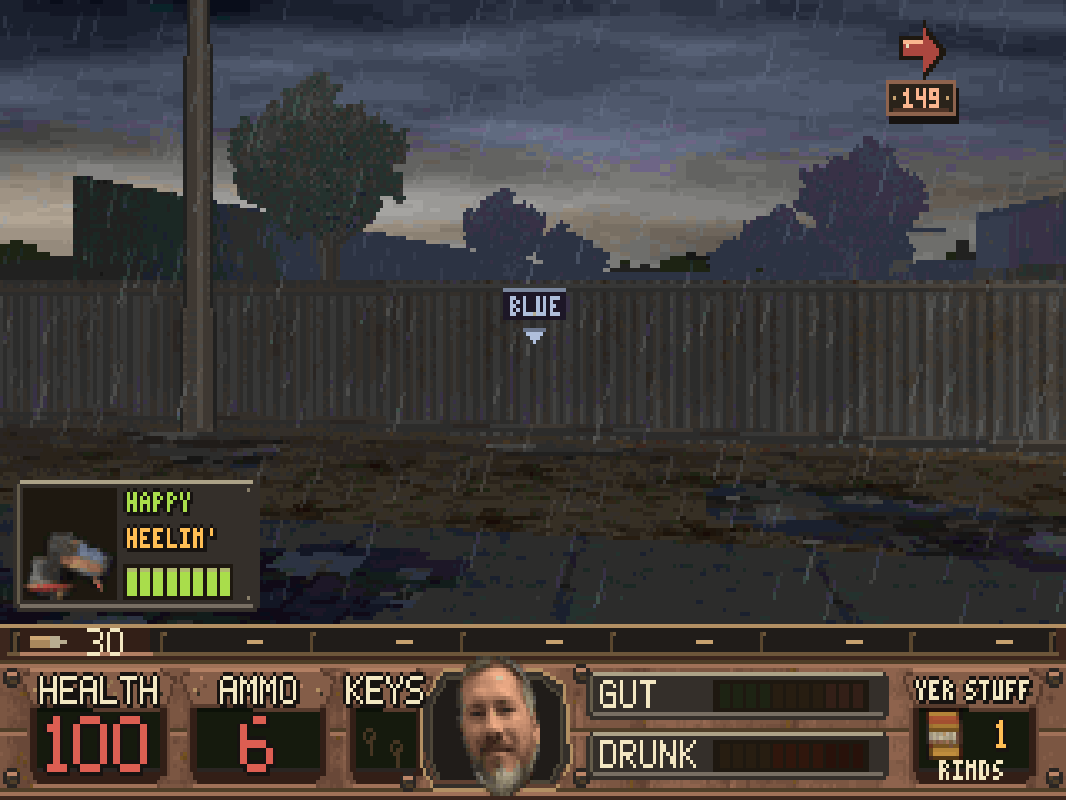 149
BLUE
HAPPY
HEELIN'
30
HEALTH
AMMO
KEYS
GUT
YER STUFF
100
6
1
DRUNK
RINDS